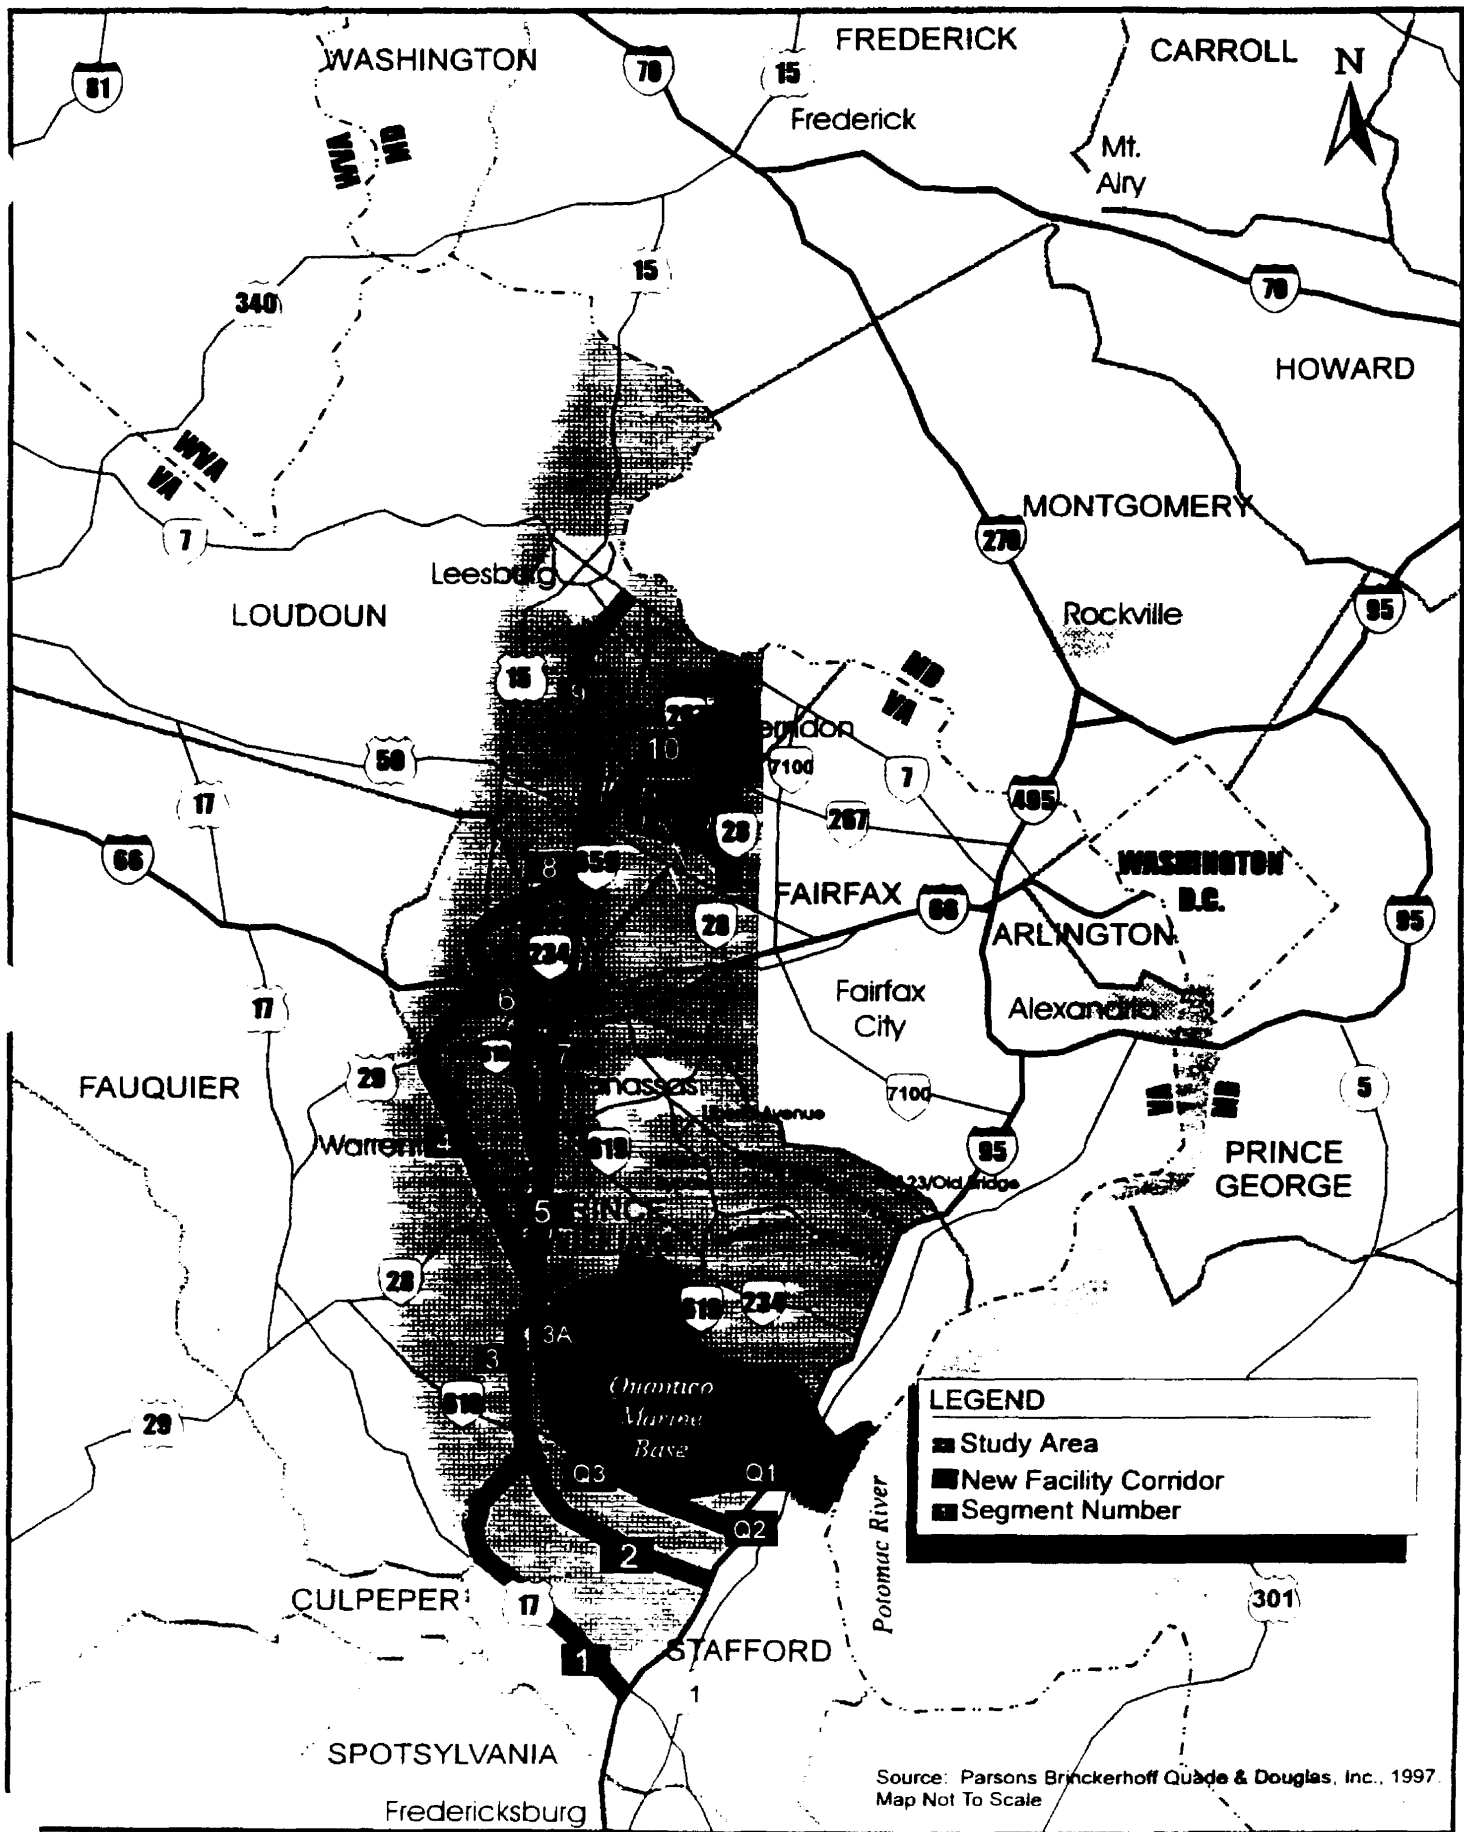 WASHINGTON
FREDERICK
CARROLL
N
81
70
15
Frederick
Mt.
Airy
WVA
MD
15
340
70
HOWARD
WVA
VA
7
MONTGOMERY
270
Leesburg
LOUDOUN
Rockville
95
15
9
MD
VA
10
50
7100
7
495
17
267
28
66
8
WASHINGTON
D.C.
FAIRFAX
66
95
28
ARLINGTON
234
6
Fairfax
City
Alexandria
17
7
29
FAUQUIER
7100
5
619
95
PRINCE
GEORGE
5
28
619
234
3A
3
Quantico
Marine
Base
29
LEGEND
Study Area
New Facility Corridor
Segment Number
Q3
Q1
Q2
Potomac River
2
CULPEPER
17
301
1
STAFFORD
1
SPOTSYLVANIA
Source: Parsons Brinckerhoff Quade & Douglas, Inc., 1997.
Map Not To Scale
Fredericksburg